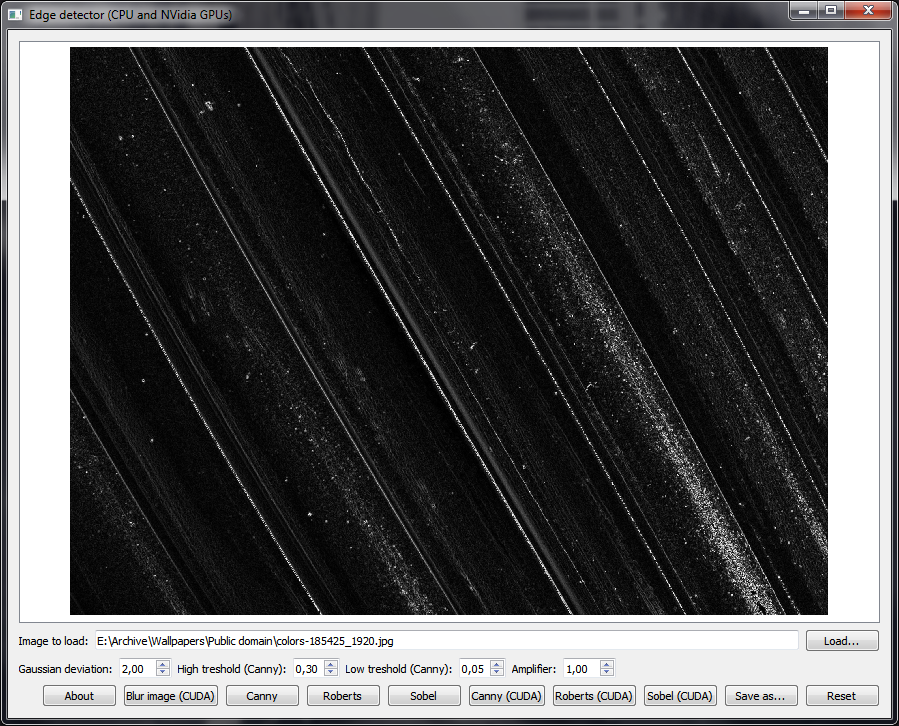 Edge detector (CPU and NVidia GPUs)
Image to load: E:\Archive\Wallpapers\Public domain\colors-185425_1920.jpg Load...
Gaussian deviation: 2,00 High treshold (Canny): 0,30 Low treshold (Canny): 0,05 Amplifier: 1,00
About Blur image (CUDA) Canny Roberts Sobel Canny (CUDA) Roberts (CUDA) Sobel (CUDA) Save as... Reset